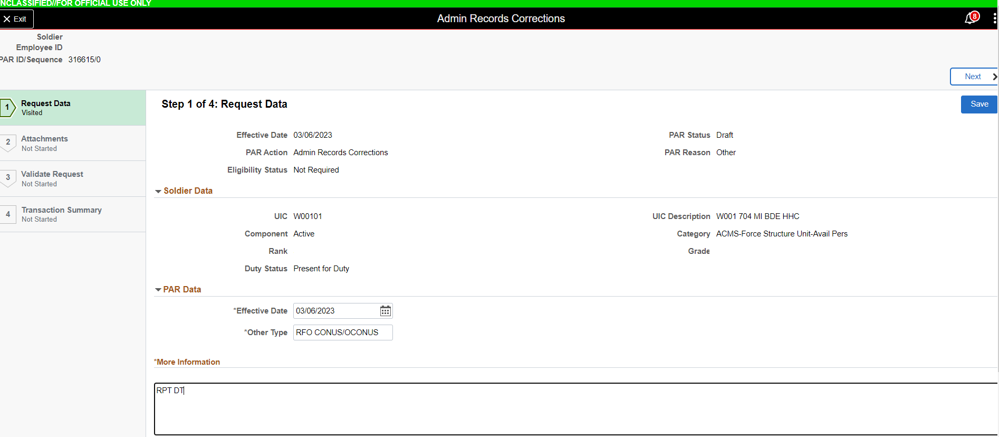 NCLASSIFIED//FOR OFFICIAL USE ONLY
Exit
Admin Records Corrections
8
Soldier
Employee ID
PAR ID/Sequence 316615/0
Next
1 Request Data
Visited
2 Attachments
Not Started
3 Validate Request
Not Started
4 Transaction Summary
Not Started
Step 1 of 4: Request Data
Save
Effective Date 03/06/2023 PAR Status Draft
PAR Action Admin Records Corrections PAR Reason Other
Eligibility Status Not Required
Soldier Data
UIC W00101 UIC Description W001 704 MI BDE HHC
Component Active Category ACMS-Force Structure Unit-Avail Pers
Rank Grade
Duty Status Present for Duty
PAR Data
*Effective Date 03/06/2023
*Other Type RFO CONUS/OCONUS
*More Information
RPT DT